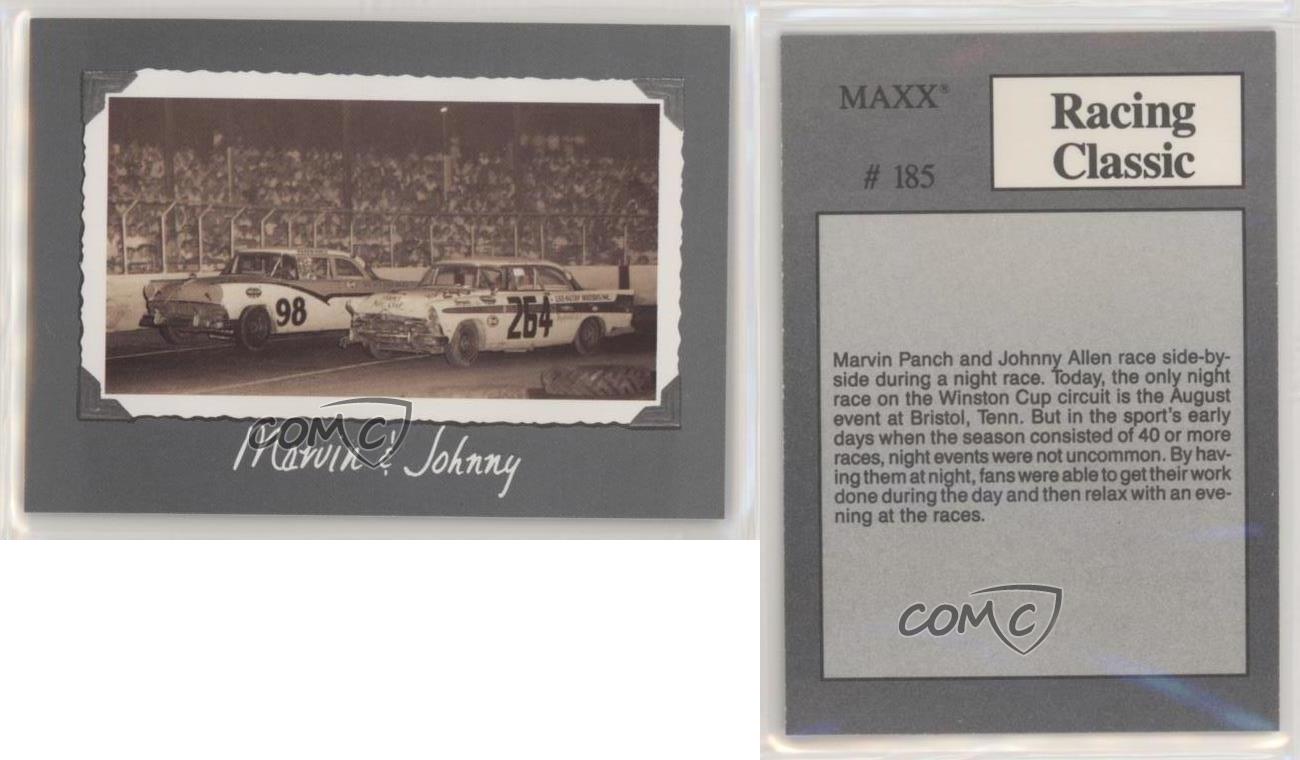 98
264
COMC
Marvin & Johnny
MAXX®
# 185
Racing
Classic
Marvin Panch and Johnny Allen race side-by-
side during a night race. Today, the only night
race on the Winston Cup circuit is the August
event at Bristol, Tenn. But in the sport's early
days when the season consisted of 40 or more
races, night events were not uncommon. By hav-
ing them at night, fans were able to get their work
done during the day and then relax with an eve-
ning at the races.
COMC